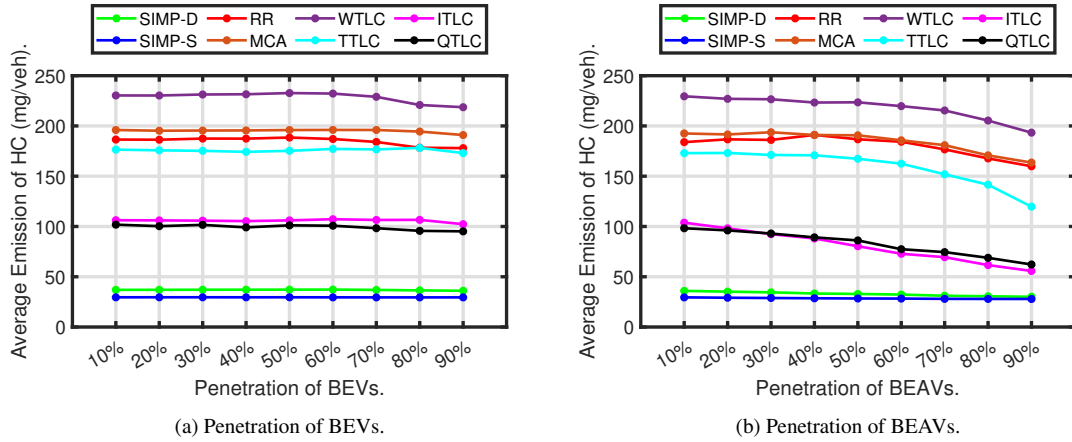 SIMP-D RR WTLC ITLC
SIMP-S MCA TTLC QTLC
Average Emission of HC (mg/veh).
250
200
150
100
50
0
10% 20% 30% 40% 50% 60% 70% 80% 90%
Penetration of BEVs.
(a) Penetration of BEVs.
SIMP-D RR WTLC ITLC
SIMP-S MCA TTLC QTLC
Average Emission of HC (mg/veh).
250
200
150
100
50
0
10% 20% 30% 40% 50% 60% 70% 80% 90%
Penetration of BEAVs.
(b) Penetration of BEAVs.